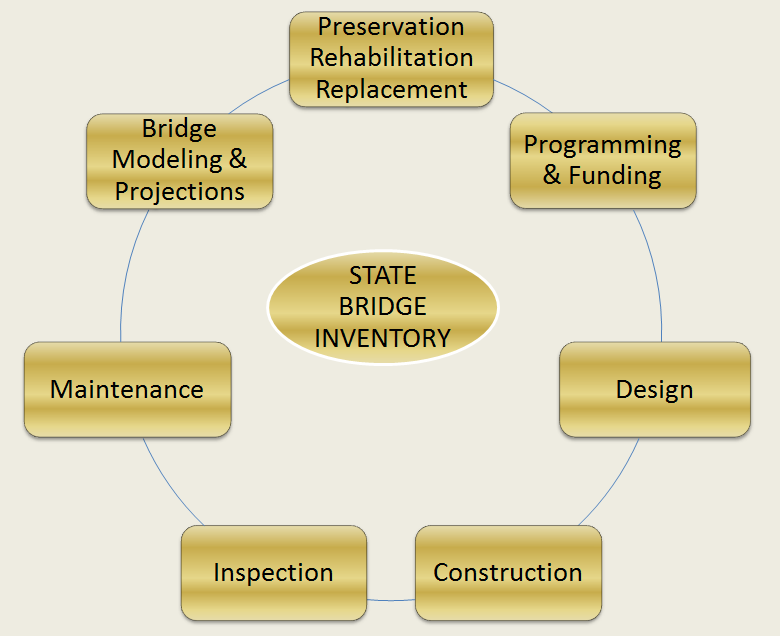 Preservation
Rehabilitation
Replacement
Bridge
Modeling &
Projections
Programming
& Funding
STATE
BRIDGE
INVENTORY
Maintenance
Design
Inspection
Construction